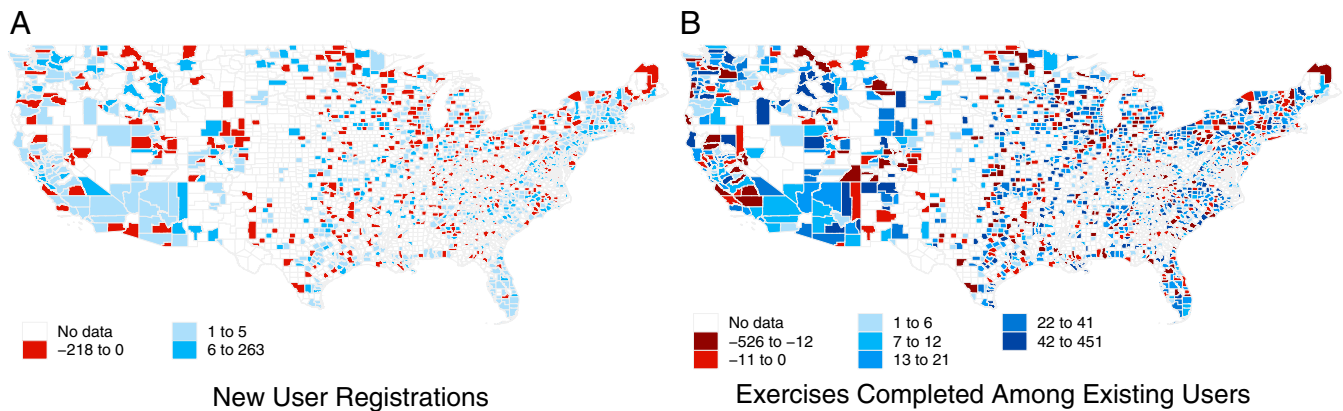 A
No data
−218 to 0
1 to 5
6 to 263
New User Registrations
B
No data
−526 to −12
−11 to 0
1 to 6
7 to 12
13 to 21
22 to 41
42 to 451
Exercises Completed Among Existing Users